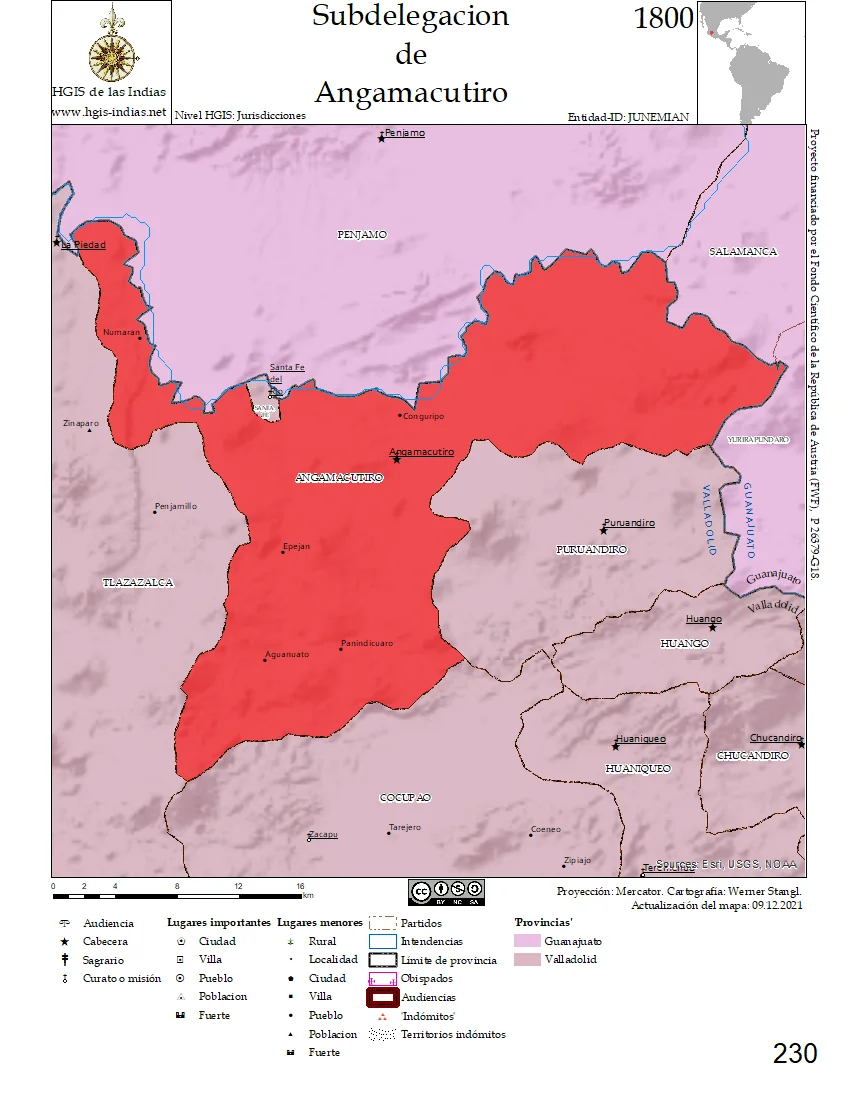 Subdelegacion
de
Angamacutiro
1800
HGIS de las Indias
www.hgis-indias.net
Nivel HGIS: Jurisdicciones
Entidad-ID: JUNEMIAN
Proyecto financiado por el Fondo Científico de la República de Austria (FWF), P 26379-G18.
Penjamo
PENJAMO
SALAMANCA
La Piedad
Numaran
Santa Fe
del
SANTA
Conguripo
Zinaparo
YURIRAPUNDARO
Angamacutiro
ANGAMACUTIRO
VALLADOLID
GUANAJUATO
Penjamillo
Puruandiro
PURUANDIRO
Epejan
TLAZAZALCA
Guanajuato
Valladolid
Huango
HUANGO
Panindicuaro
Aguanuato
Huaniqueo
HUANIQUEO
Chucandiro
CHUCANDIRO
COCUPAO
Zacapu
Tarejero
Coeneo
Zipiajo
Sources: Esri, USGS, NOAA
0 2 4 8 12 16
km
CC BY NC SA
Proyección: Mercator. Cartografía: Werner Stangl.
Actualización del mapa: 09.12.2021
Audiencia
Cabecera
Sagrario
Curato o misión
Lugares importantes
Ciudad
Villa
Pueblo
Poblacion
Fuerte
Lugares menores
Rural
Localidad
Ciudad
Villa
Pueblo
Poblacion
Fuerte
Partidos
Intendencias
Límite de provincia
Obispados
Audiencias
'Indómitos'
Territorios indómitos
'Provincias'
Guanajuato
Valladolid
230